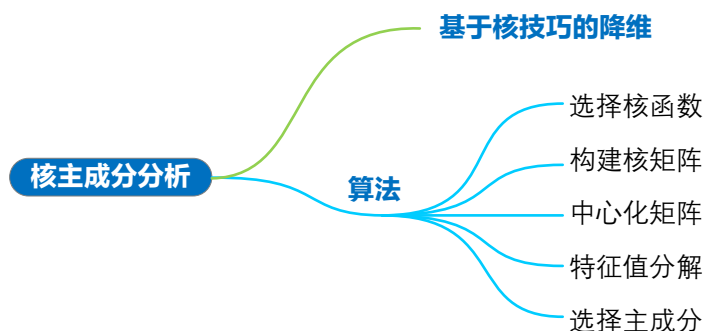 基于核技巧的降维
核主成分分析
算法
选择核函数
构建核矩阵
中心化矩阵
特征值分解
选择主成分